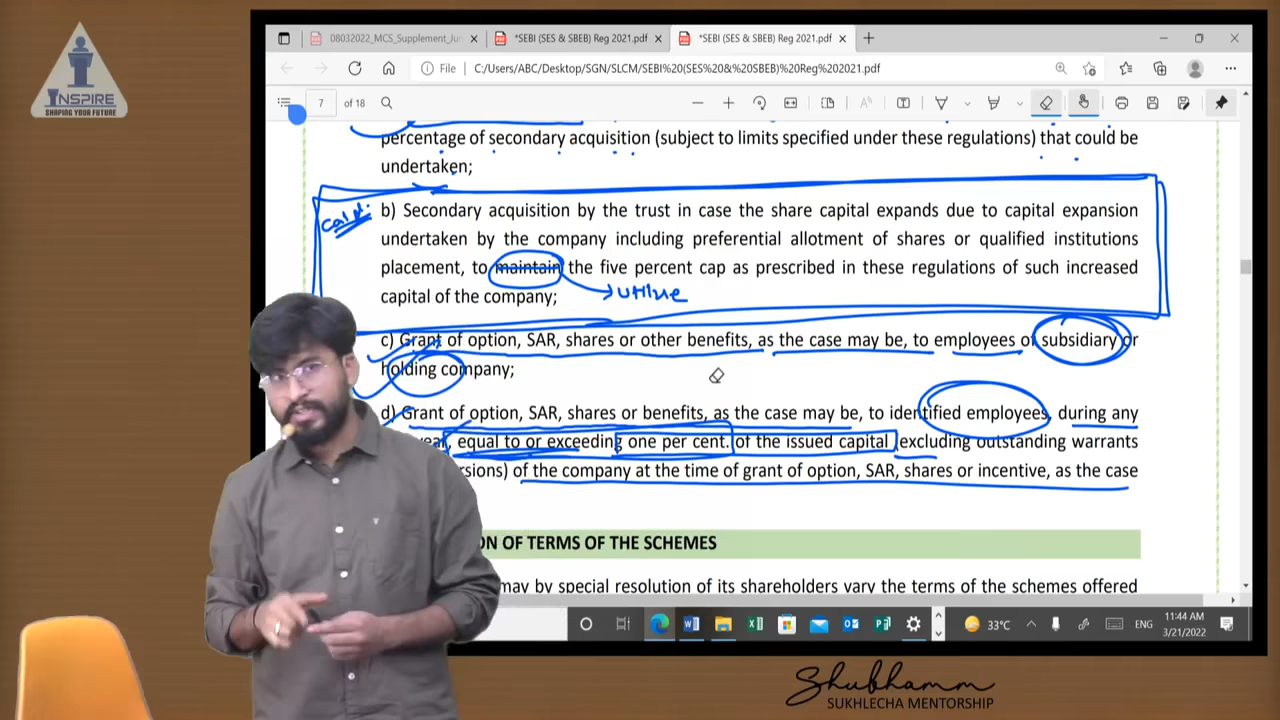 INSPIRE
SHAPING YOUR FUTURE
08032022_MCS_Supplement_Jun
*SEBI (SES & SBEB) Reg 2021.pdf
*SEBI (SES & SBEB) Reg 2021.pdf
File
C:/Users/ABC/Desktop/SGN/SLCM/SEBI%20(SES%20&%20SBEB)%20Reg%202021.pdf
7 of 18
percentage of secondary acquisition (subject to limits specified under these regulations) that could be
undertaken;
b) Secondary acquisition by the trust in case the share capital expands due to capital expansion
undertaken by the company including preferential allotment of shares or qualified institutions
placement, to maintain the five percent cap as prescribed in these regulations of such increased
capital of the company;
utilize
c) Grant of option, SAR, shares or other benefits, as the case may be, to employees of subsidiary or
holding company;
d) Grant of option, SAR, shares or benefits, as the case may be, to identified employees, during any
equal to or exceeding one per cent. of the issued capital (excluding outstanding warrants
of the company at the time of grant of option, SAR, shares or incentive, as the case
OF TERMS OF THE SCHEMES
may by special resolution of its shareholders vary the terms of the schemes offered
33°C
ENG
11:44 AM
3/21/2022
Shubhamm
SUKHLECHA MENTORSHIP